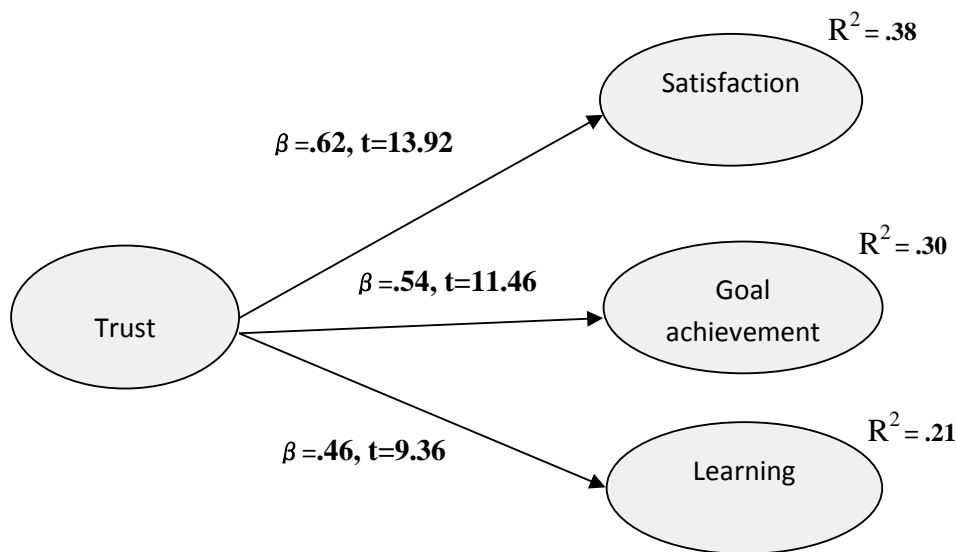 R² = .38
Satisfaction
β =.62, t=13.92
R² = .30
β =.54, t=11.46
Goal
achievement
Trust
R² = .21
β =.46, t=9.36
Learning